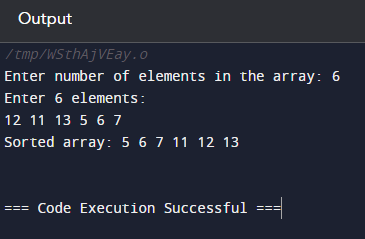 Output
/tmp/WSthAjVEay.o
Enter number of elements in the array: 6
Enter 6 elements:
12 11 13 5 6 7
Sorted array: 5 6 7 11 12 13
=== Code Execution Successful ===